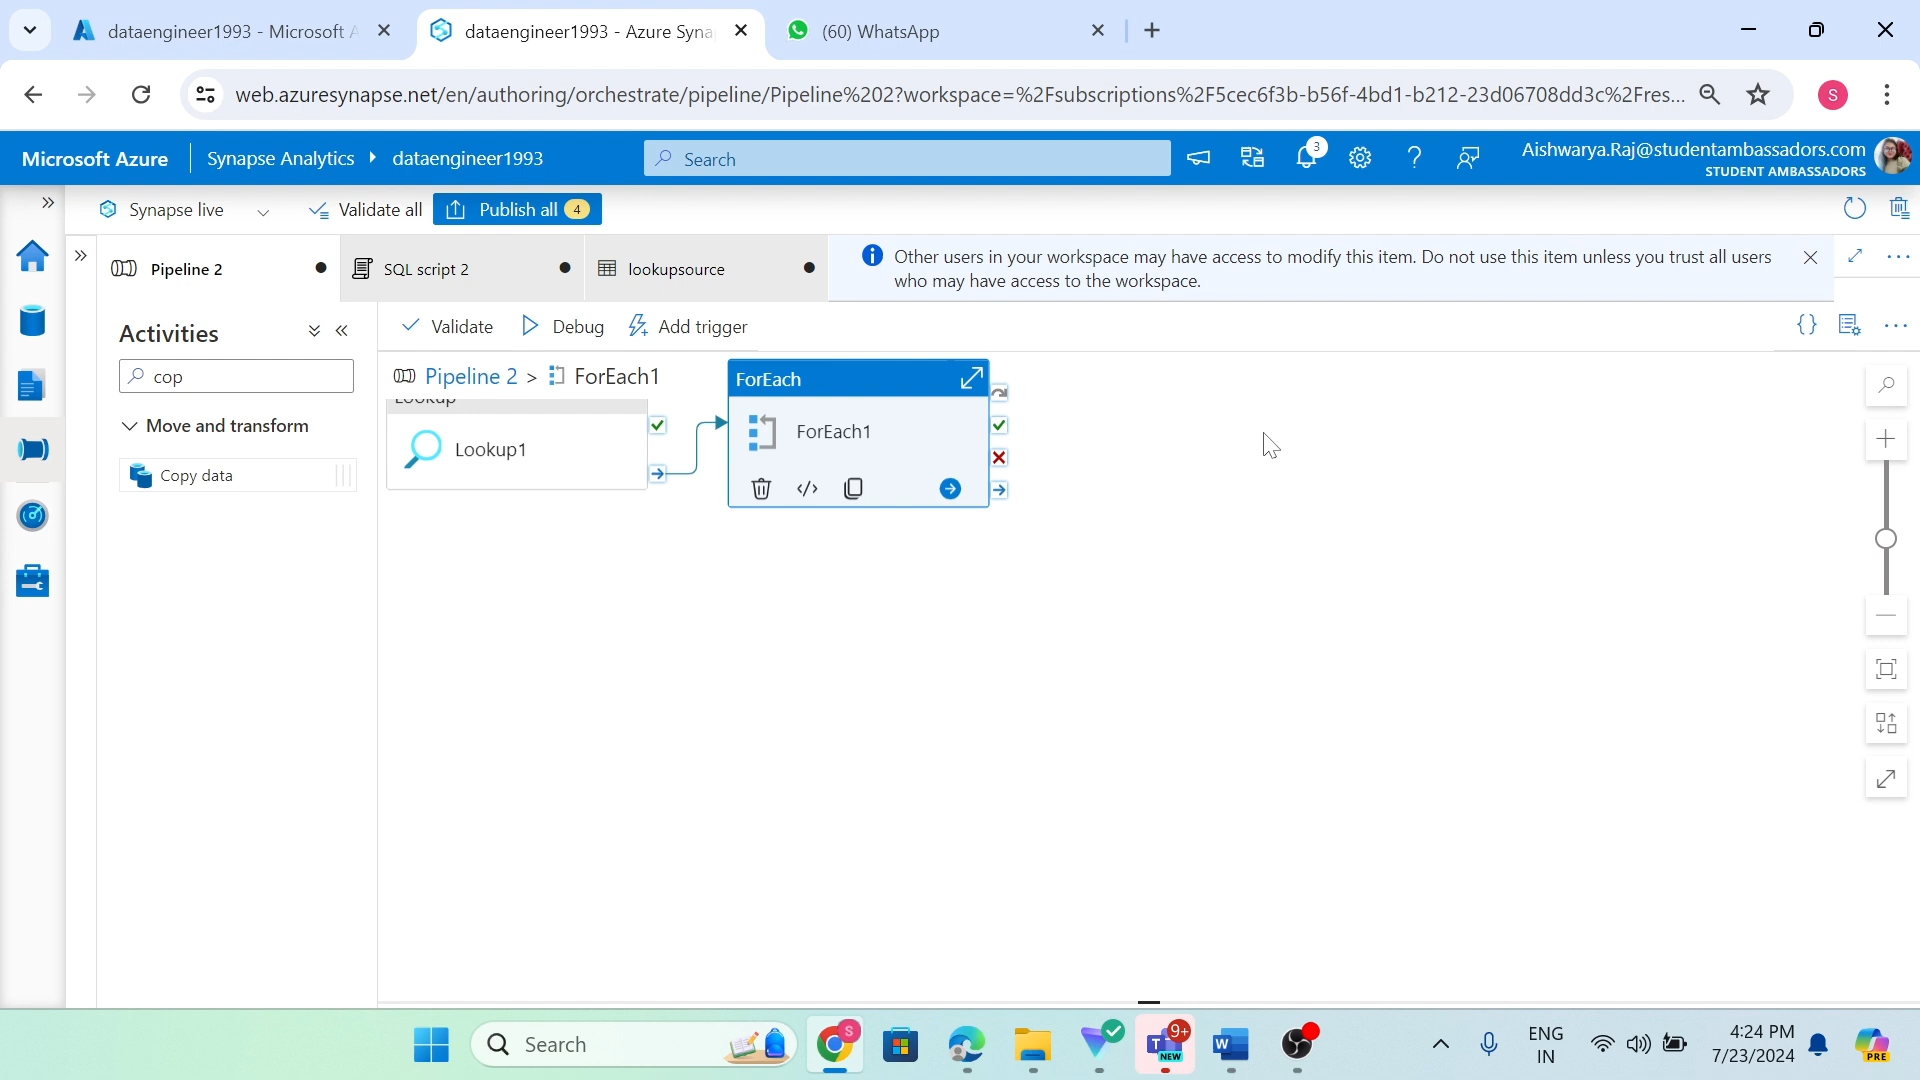 dataengineer1993 - Microsoft A
dataengineer1993 - Azure Syna
(60) WhatsApp
web.azuresynapse.net/en/authoring/orchestrate/pipeline/Pipeline%202?workspace=%2Fsubscriptions%2F5cec6f3b-b56f-4bd1-b212-23d06708dd3c%2Fres...
S
Microsoft Azure
Synapse Analytics
dataengineer1993
Search
3
Aishwarya.Raj@studentambassadors.com
STUDENT AMBASSADORS
Synapse live
Validate all
Publish all 4
Pipeline 2
SQL script 2
lookupsource
Other users in your workspace may have access to modify this item. Do not use this item unless you trust all users
who may have access to the workspace.
Activities
cop
Move and transform
Copy data
Validate
Debug
Add trigger
Pipeline 2 > ForEach1
Lookup
Lookup1
ForEach
ForEach1
Search
S
9+
NEW
ENG
IN
4:24 PM
7/23/2024
PRE